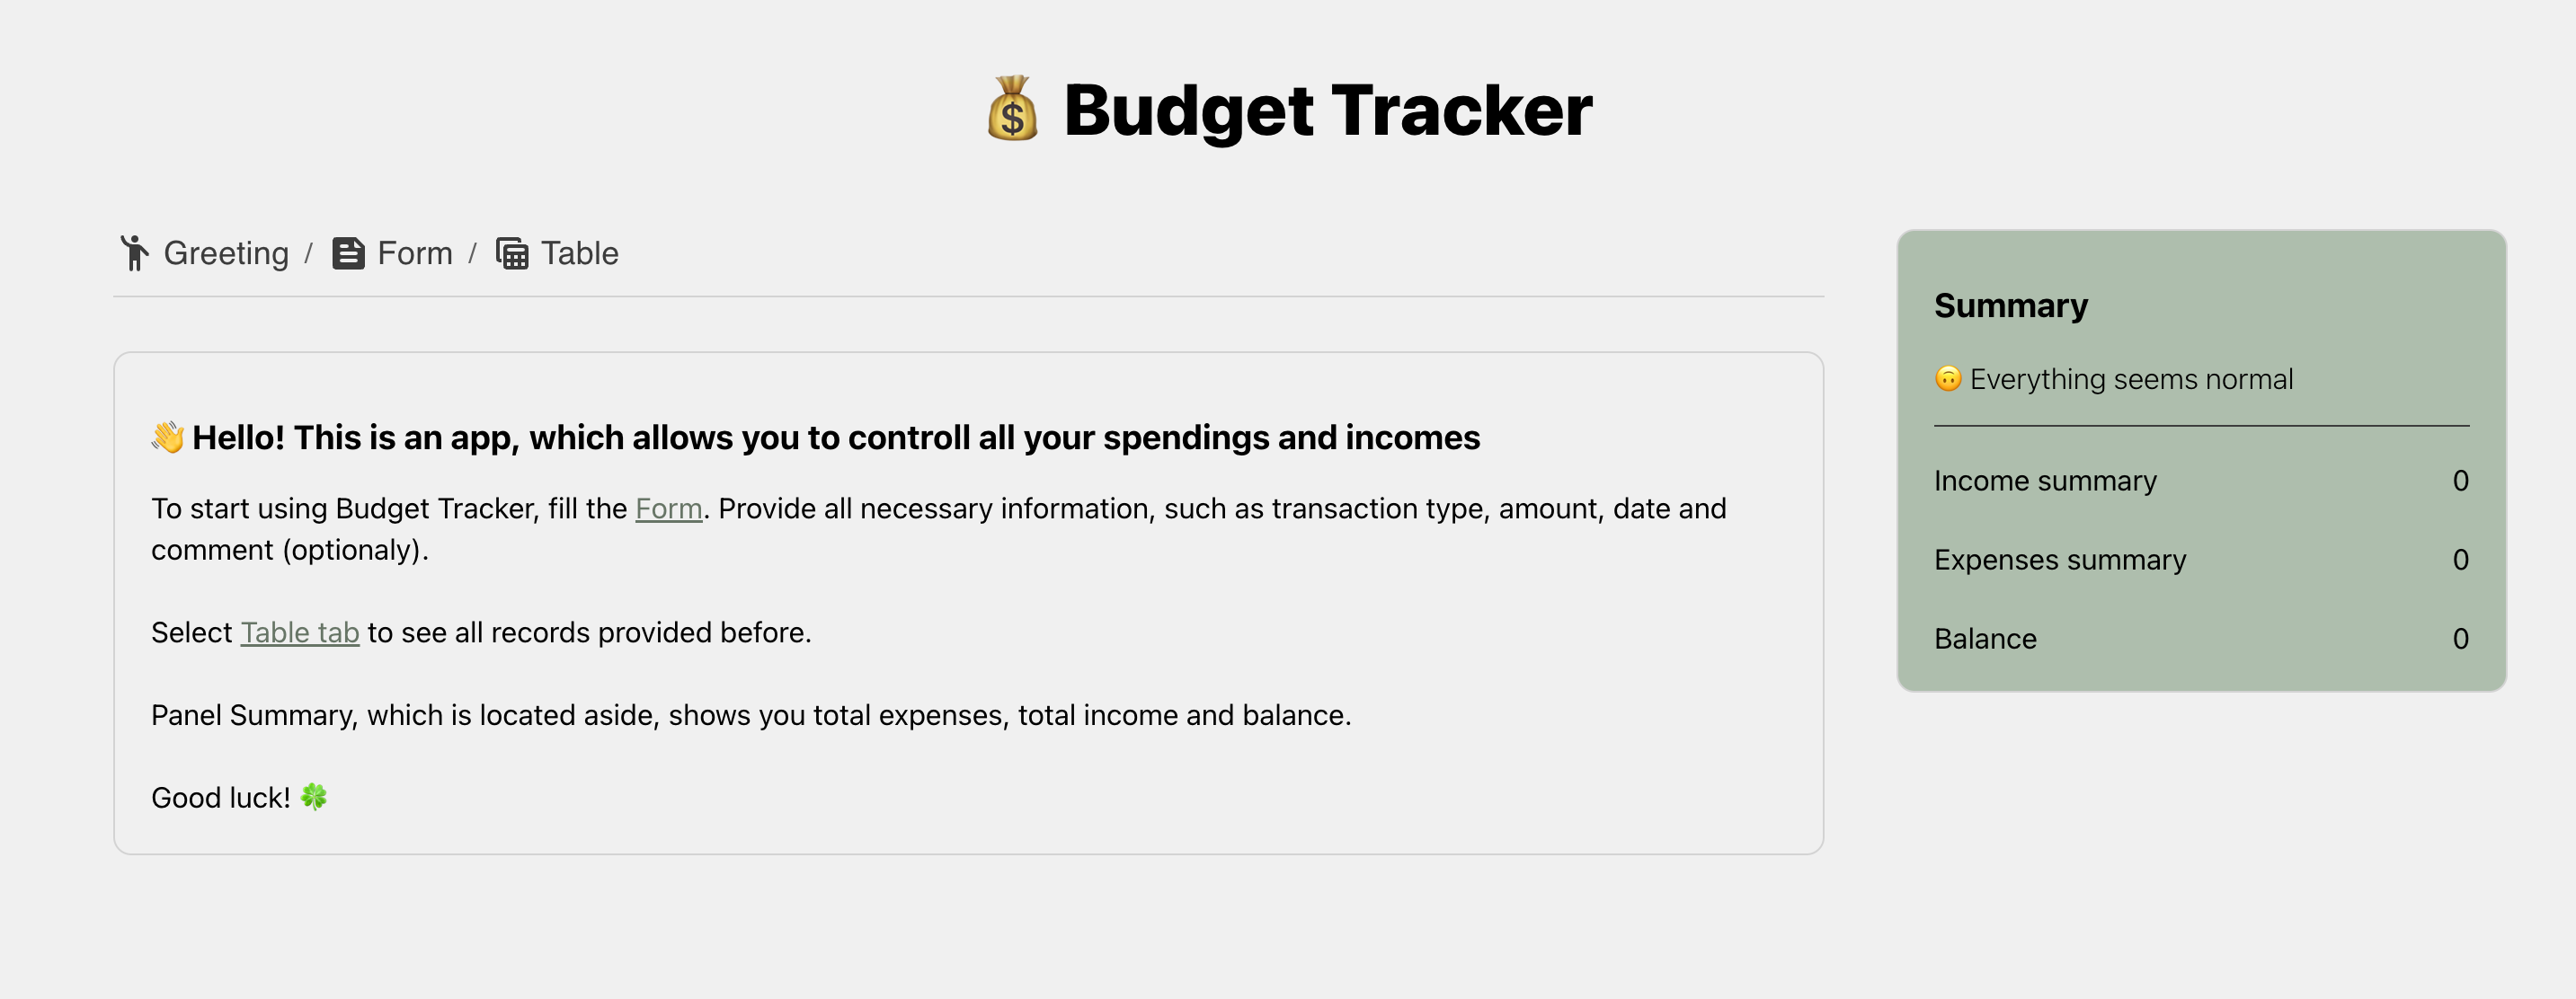 💰 Budget Tracker
Greeting / Form / Table
👋 Hello! This is an app, which allows you to controll all your spendings and incomes
To start using Budget Tracker, fill the Form. Provide all necessary information, such as transaction type, amount, date and
comment (optionaly).
Select Table tab to see all records provided before.
Panel Summary, which is located aside, shows you total expenses, total income and balance.
Good luck! 🍀
Summary
🙃 Everything seems normal
Income summary 0
Expenses summary 0
Balance 0